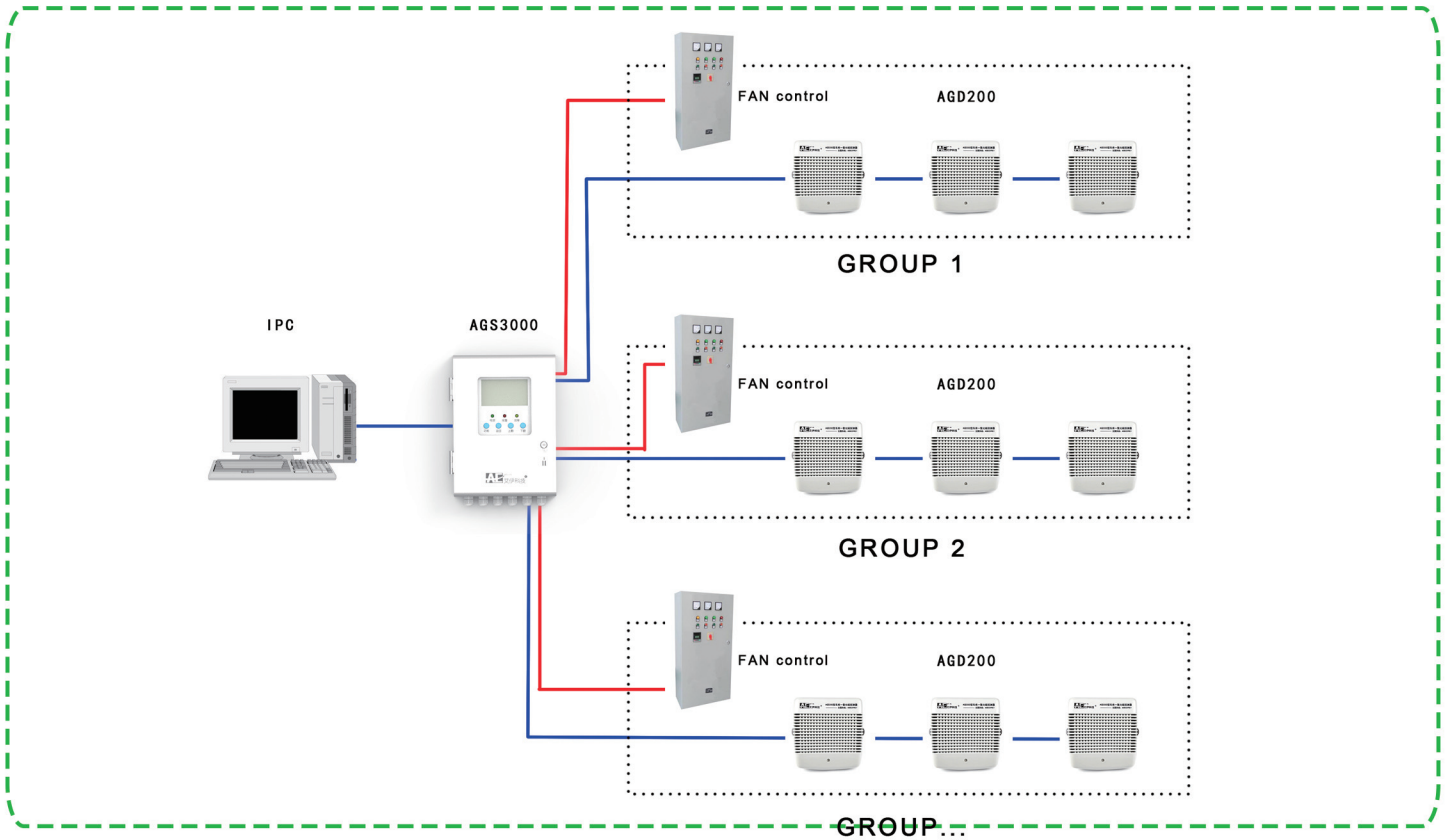 FAN control
AGD200
GROUP 1
IPC
AGS3000
FAN control
AGD200
GROUP 2
FAN control
AGD200
GROUP...